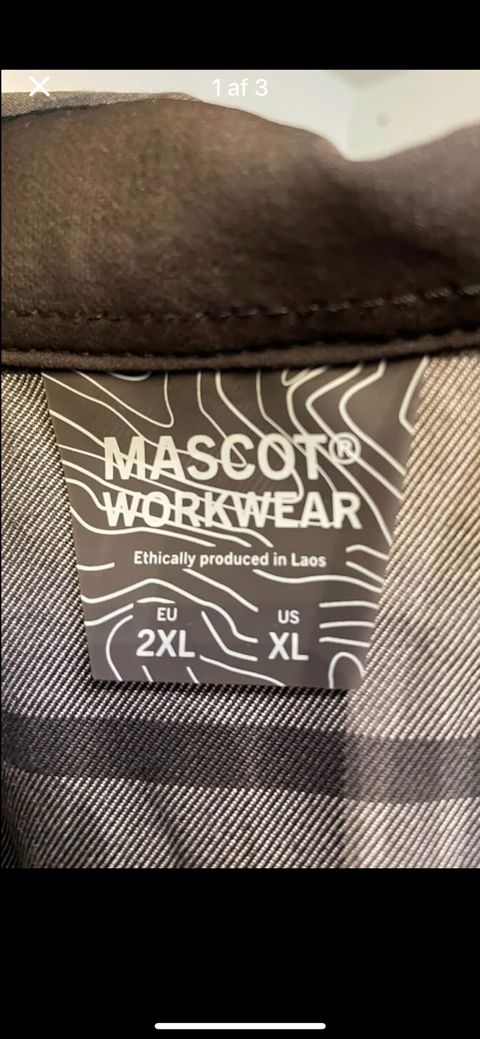 1 af 3
MASCOT®
WORKWEAR
Ethically produced in Laos
EU US
2XL XL